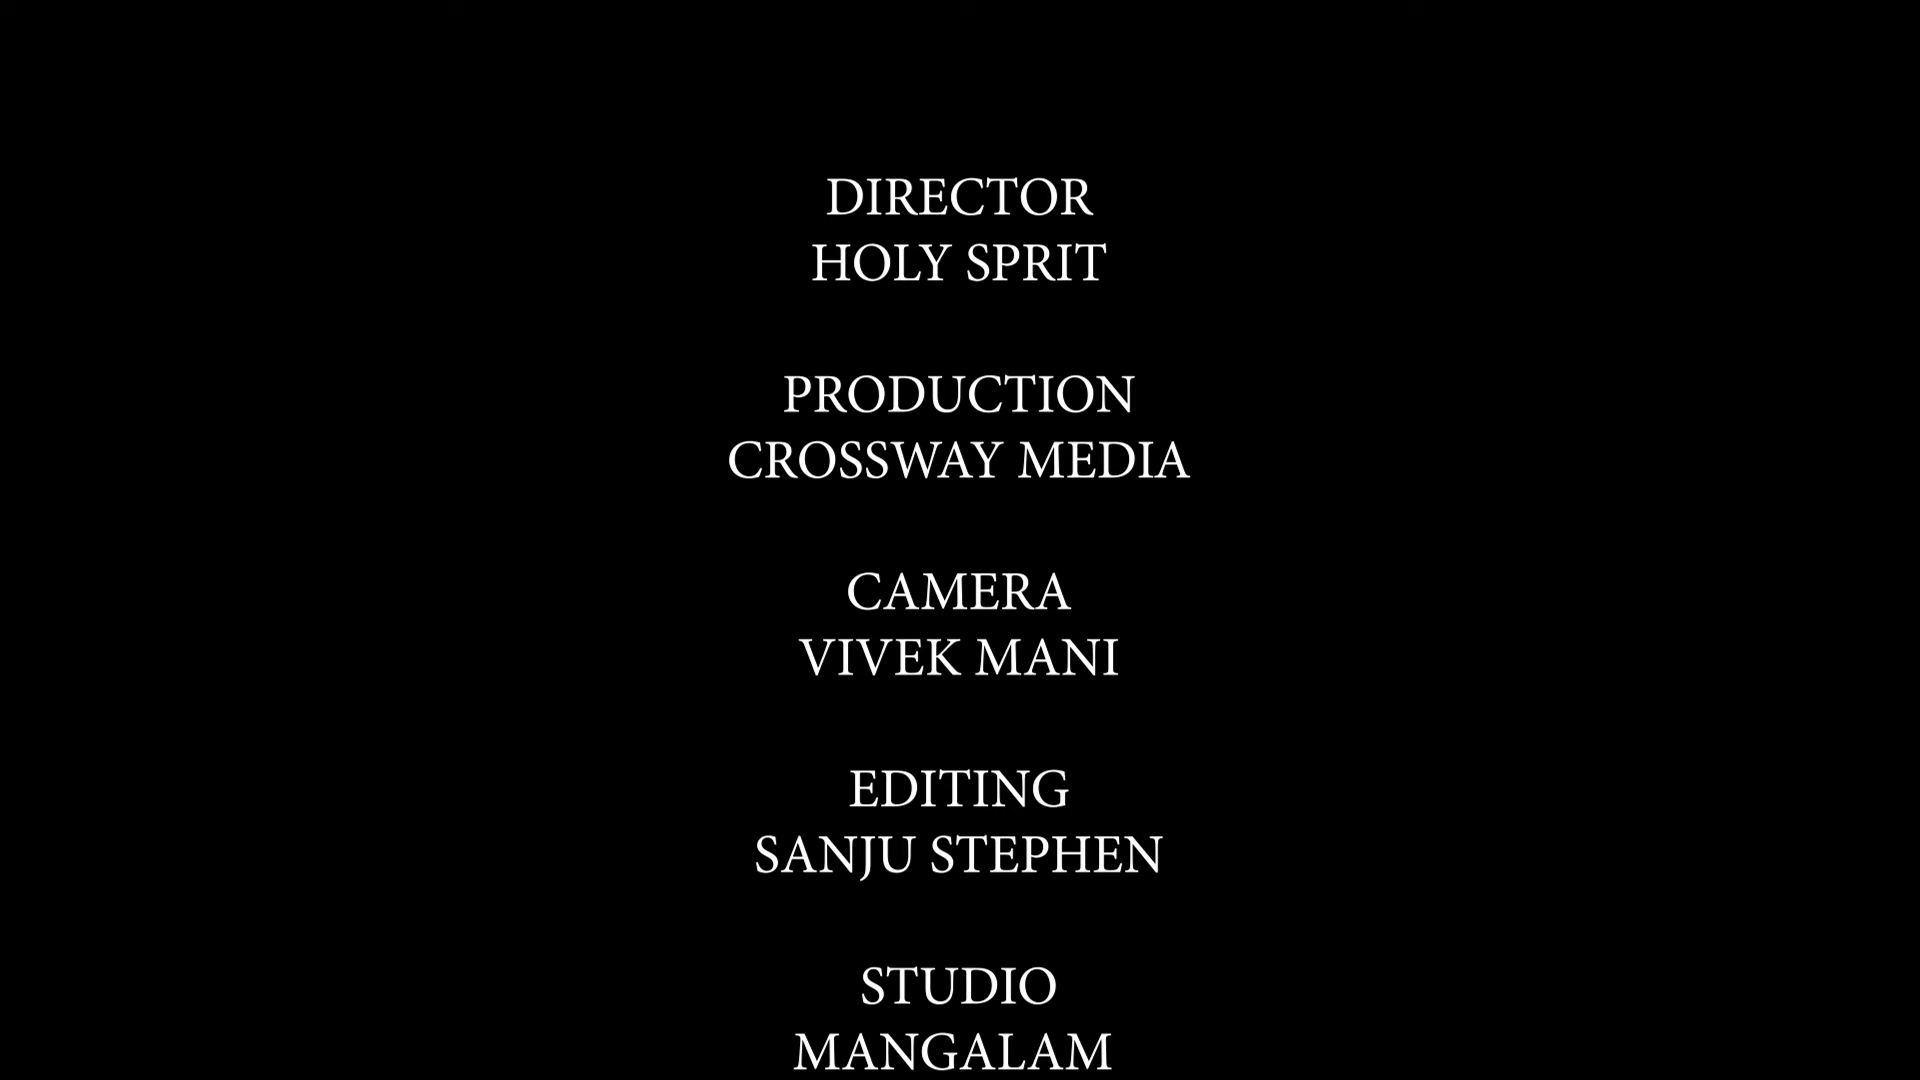 DIRECTOR
HOLY SPRIT
PRODUCTION
CROSSWAY MEDIA
CAMERA
VIVEK MANI
EDITING
SANJU STEPHEN
STUDIO
MANGALAM